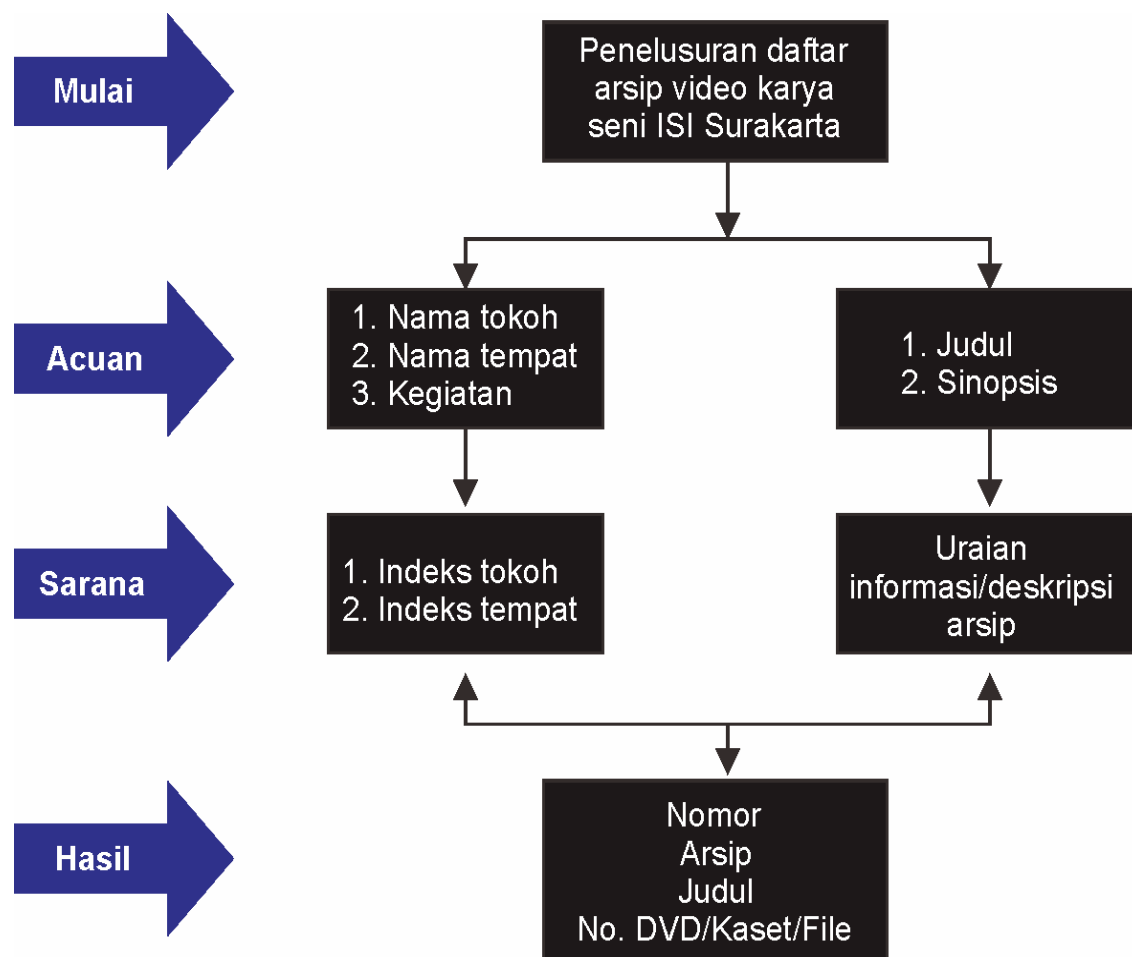 Mulai
Penelusuran daftar
arsip video karya
seni ISI Surakarta
Acuan
1. Nama tokoh
2. Nama tempat
3. Kegiatan
1. Judul
2. Sinopsis
Sarana
1. Indeks tokoh
2. Indeks tempat
Uraian
informasi/deskripsi
arsip
Hasil
Nomor
Arsip
Judul
No. DVD/Kaset/File